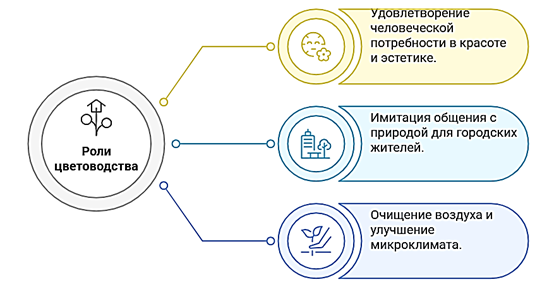 Роли
цветоводства
Удовлетворение
человеческой
потребности в красоте
и эстетике.
Имитация общения с
природой для городских
жителей.
Очищение воздуха и
улучшение
микроклимата.